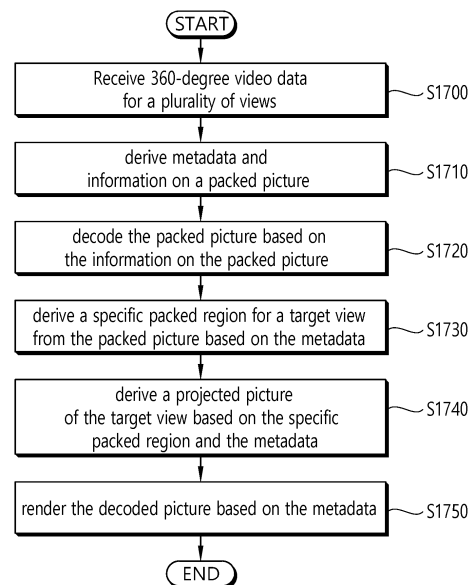 START
Receive 360-degree video data
for a plurality of views
S1700
derive metadata and
information on a packed picture
S1710
decode the packed picture based on
the information on the packed picture
S1720
derive a specific packed region for a target view
from the packed picture based on the metadata
S1730
derive a projected picture
of the target view based on the specific
packed region and the metadata
S1740
render the decoded picture based on the metadata
S1750
END